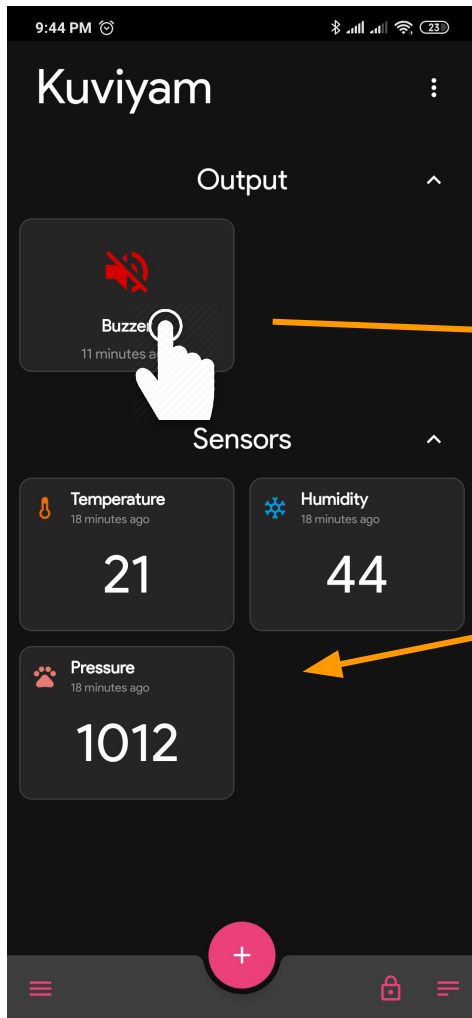 9:44 PM 23
Kuviyam
Output
Buzzer
11 minutes a
Sensors
Temperature
18 minutes ago
21
Humidity
18 minutes ago
44
Pressure
18 minutes ago
1012
+